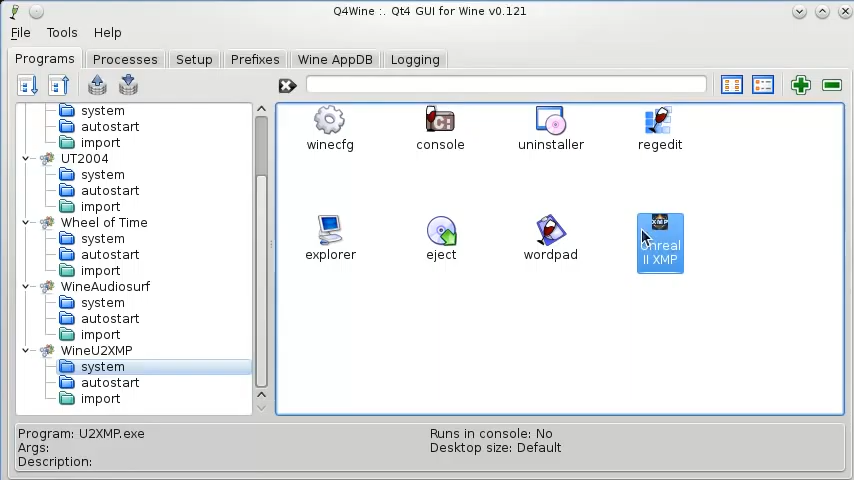 Q4Wine :. Qt4 GUI for Wine v0.121
File Tools Help
Programs Processes Setup Prefixes Wine AppDB Logging
system
autostart
import
UT2004
system
autostart
import
Wheel of Time
system
autostart
import
WineAudiosurf
system
autostart
import
WineU2XMP
system
autostart
import
winecfg console uninstaller regedit
C:\
XMP
explorer eject wordpad Unreal
II XMP
Program: U2XMP.exe
Args:
Description:
Runs in console: No
Desktop size: Default